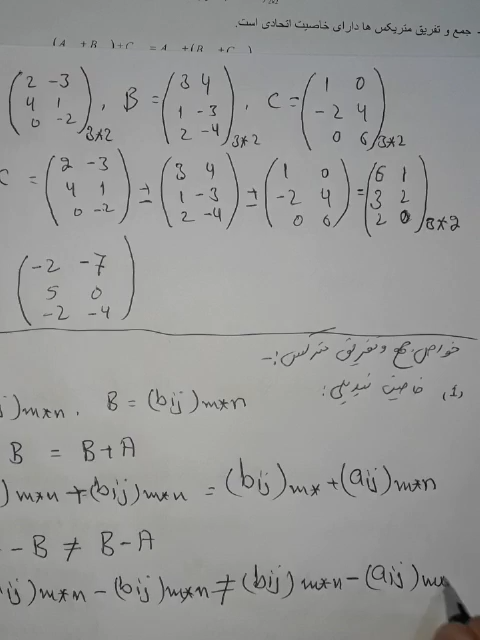 - جمع و تفریق متریکس ها دارای خاصیت اتحادی است.
(A + B )+C = A +(B + C )
(2 -3; 4 1; 0 -2)3*2 , B = (3 4; 1 -3; 2 -4)3*2 , C = (1 0; -2 4; 0 6)3*2
C = (2 -3; 4 1; 0 -2) ± (3 4; 1 -3; 2 -4) ± (1 0; -2 4; 0 6) = (6 1; 3 2; 2 0)3*2
(-2 -7; 5 0; -2 -4)
خواص جمع و تفریق متریکس:-
1, خاصیت تبدیلی:
)m*n , B = (bij)m*n
B = B + A
)m*n + (bij)m*n = (bij)m* + (aij)m*n
- B ≠ B - A
ij)m*n - (bij)m*n ≠ (bij)m*n - (aij)m*